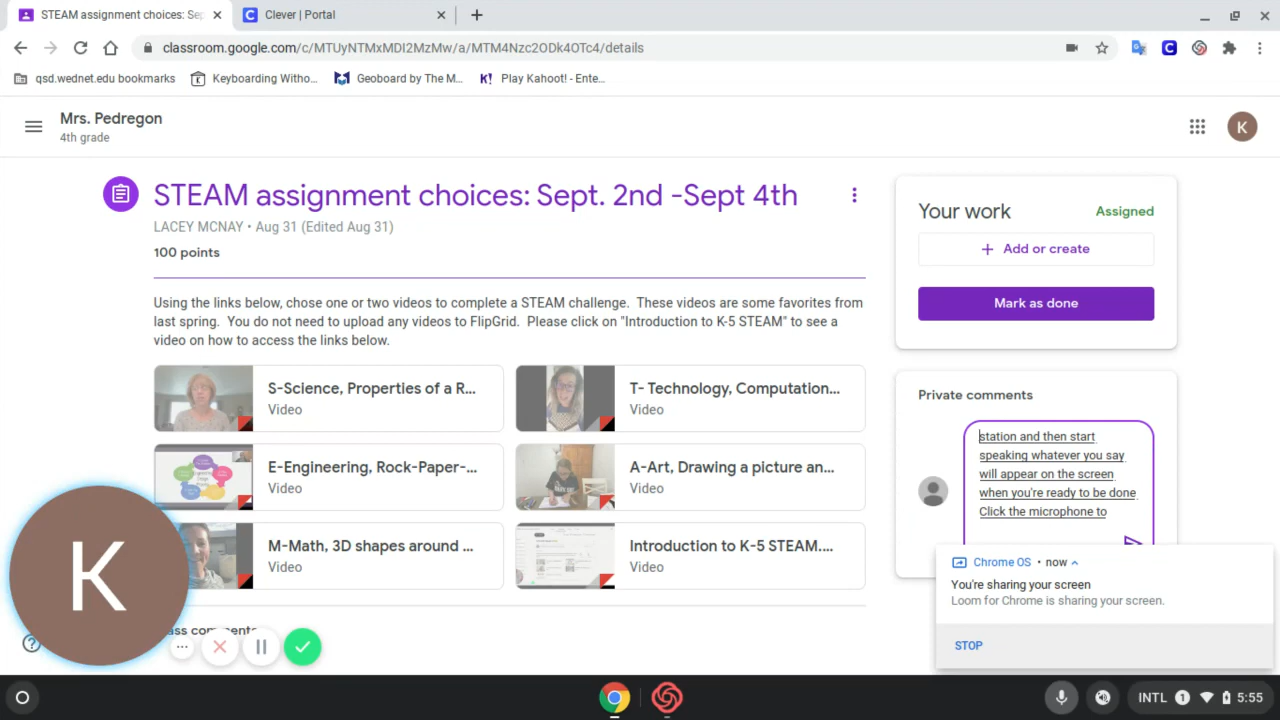 STEAM assignment choices: Sep
Clever | Portal
classroom.google.com/c/MTUyNTMxMDI2MzMw/a/MTM4Nzc2ODk4OTc4/details
qsd.wednet.edu bookmarks
Keyboarding Witho...
Geoboard by The M...
K! Play Kahoot! - Ente...
Mrs. Pedregon
4th grade
K
STEAM assignment choices: Sept. 2nd -Sept 4th
LACEY MCNAY • Aug 31 (Edited Aug 31)
100 points
Using the links below, chose one or two videos to complete a STEAM challenge. These videos are some favorites from
last spring. You do not need to upload any videos to FlipGrid. Please click on "Introduction to K-5 STEAM" to see a
video on how to access the links below.
S-Science, Properties of a R...
Video
T- Technology, Computation...
Video
E-Engineering, Rock-Paper-...
Video
A-Art, Drawing a picture an...
Video
M-Math, 3D shapes around ...
Video
Introduction to K-5 STEAM....
Video
K
Your work
Assigned
+ Add or create
Mark as done
Private comments
station and then start
speaking whatever you say
will appear on the screen
when you're ready to be done
Click the microphone to
Chrome OS • now
You're sharing your screen
Loom for Chrome is sharing your screen.
STOP
INTL 1 5:55